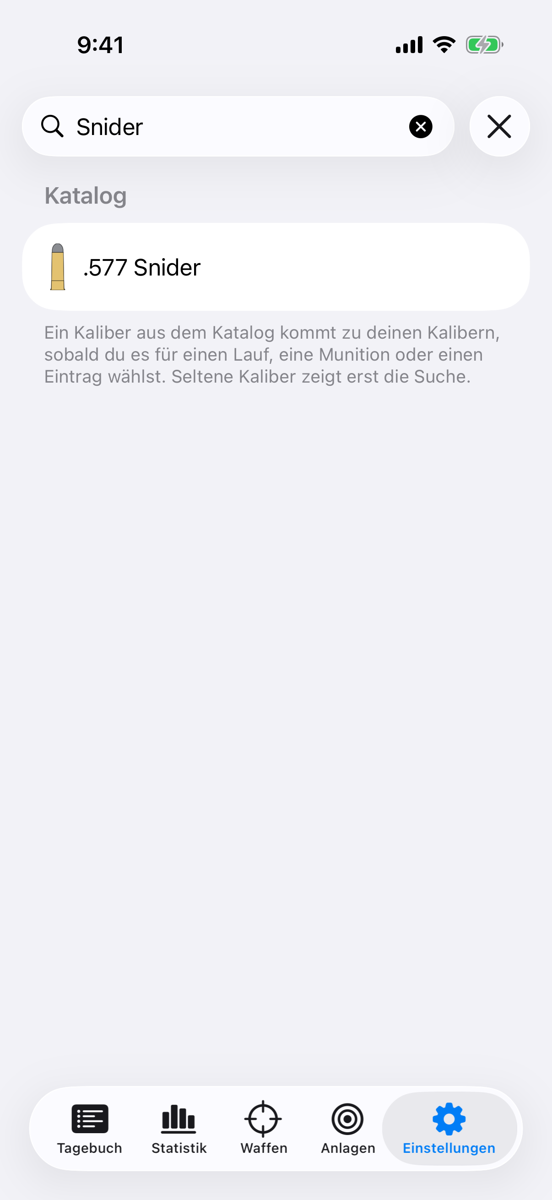 9:41
Snider
Katalog
.577 Snider
Ein Kaliber aus dem Katalog kommt zu deinen Kalibern,
sobald du es für einen Lauf, eine Munition oder einen
Eintrag wählst. Seltene Kaliber zeigt erst die Suche.
Tagebuch
Statistik
Waffen
Anlagen
Einstellungen